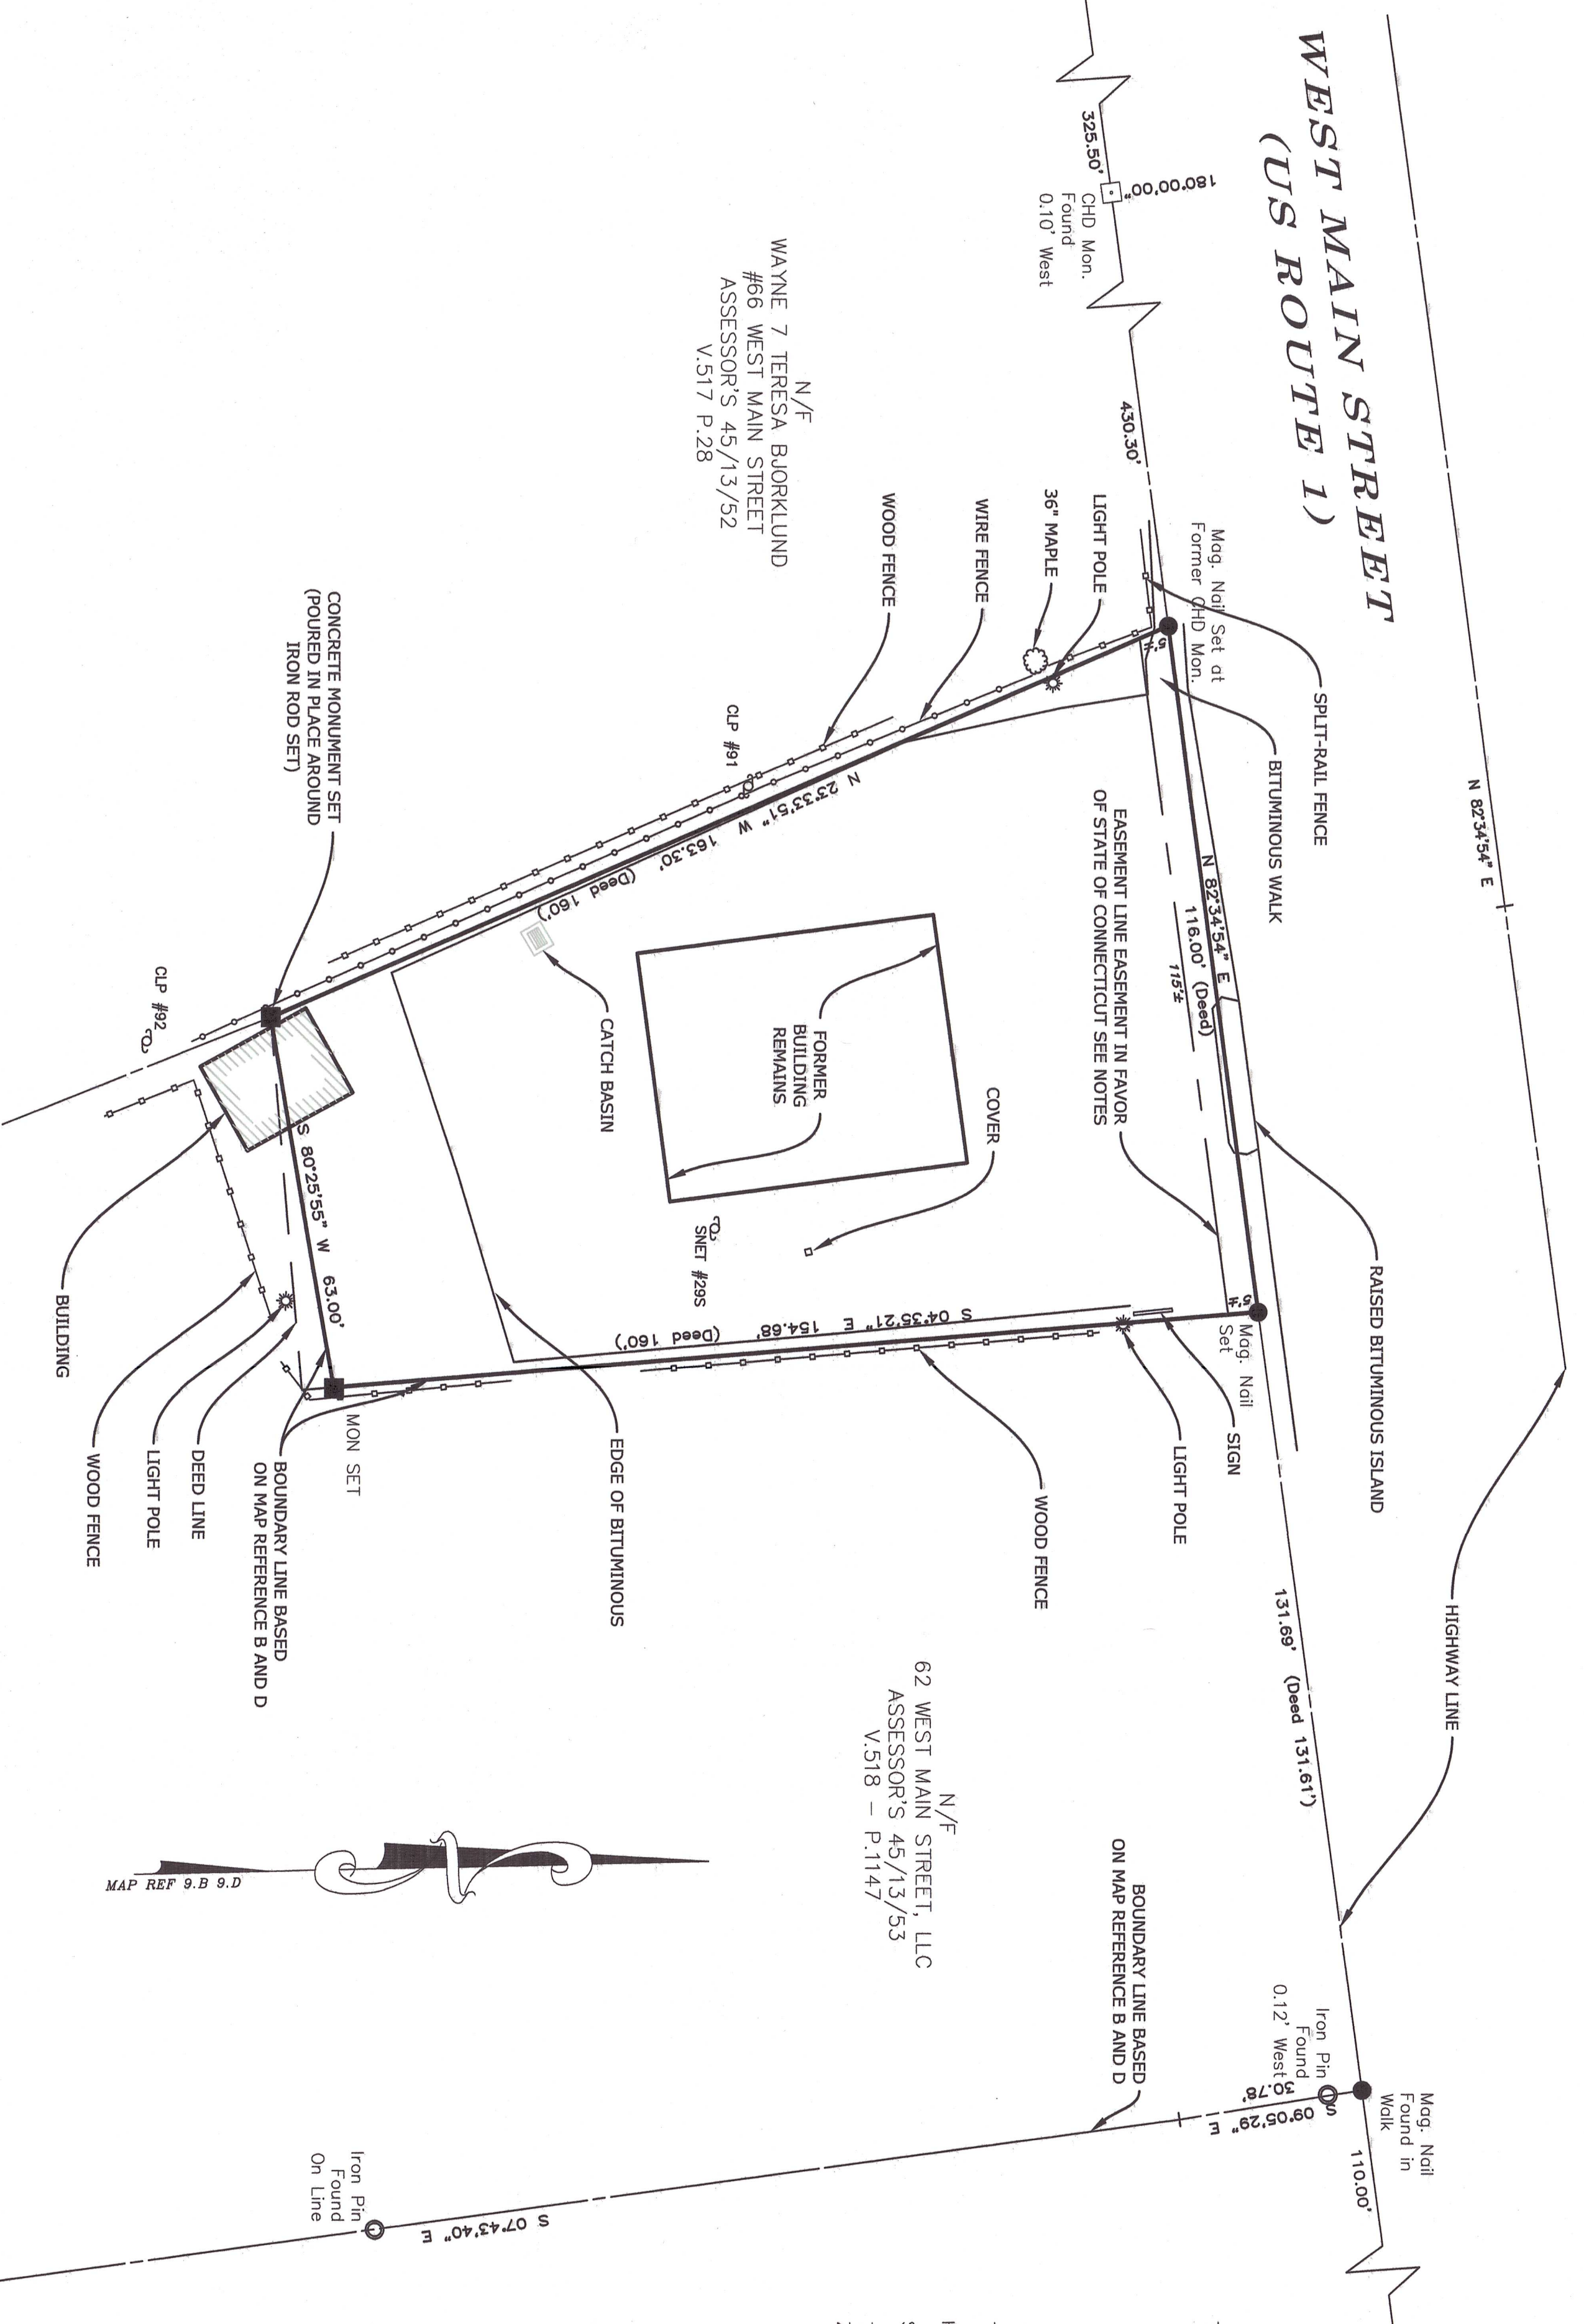 WEST MAIN STREET
(US ROUTE 1)
N 82°34'54" E
325.50'
180°00'00"
CHD Mon.
Found
0.10' West
430.30'
N/F
WAYNE 7 TERESA BJORKLUND
#66 WEST MAIN STREET
ASSESSOR'S 45/13/52
V.517 P.28
Mag. Nail Set at
Former CHD Mon.
SPLIT-RAIL FENCE
BITUMINOUS WALK
LIGHT POLE
36" MAPLE
WIRE FENCE
WOOD FENCE
5'±
N 82°34'54" E
116.00' (Deed)
115'±
EASEMENT LINE EASEMENT IN FAVOR
OF STATE OF CONNECTICUT SEE NOTES
RAISED BITUMINOUS ISLAND
CLP #91
N 23°33'51" W 163.30'
(Deed 160')
CONCRETE MONUMENT SET
(POURED IN PLACE AROUND
IRON ROD SET)
CLP #92
CATCH BASIN
FORMER
BUILDING
REMAINS
COVER
SNET #29S
5'±
Mag. Nail
Set
SIGN
LIGHT POLE
S 04°35'21" E 154.68' (Deed 160')
WOOD FENCE
EDGE OF BITUMINOUS
S 80°25'55" W 63.00'
MON SET
BOUNDARY LINE BASED
ON MAP REFERENCE B AND D
DEED LINE
LIGHT POLE
WOOD FENCE
BUILDING
131.69' (Deed 131.61')
HIGHWAY LINE
N/F
62 WEST MAIN STREET, LLC
ASSESSOR'S 45/13/53
V.518 - P.1147
BOUNDARY LINE BASED
ON MAP REFERENCE B AND D
Iron Pin
Found
0.12' West
Mag. Nail
Found in
Walk
S 09°05'29" E
30.78'
110.00'
Iron Pin
Found
On Line
S 07°43'40" E
N
MAP REF 9.B 9.D